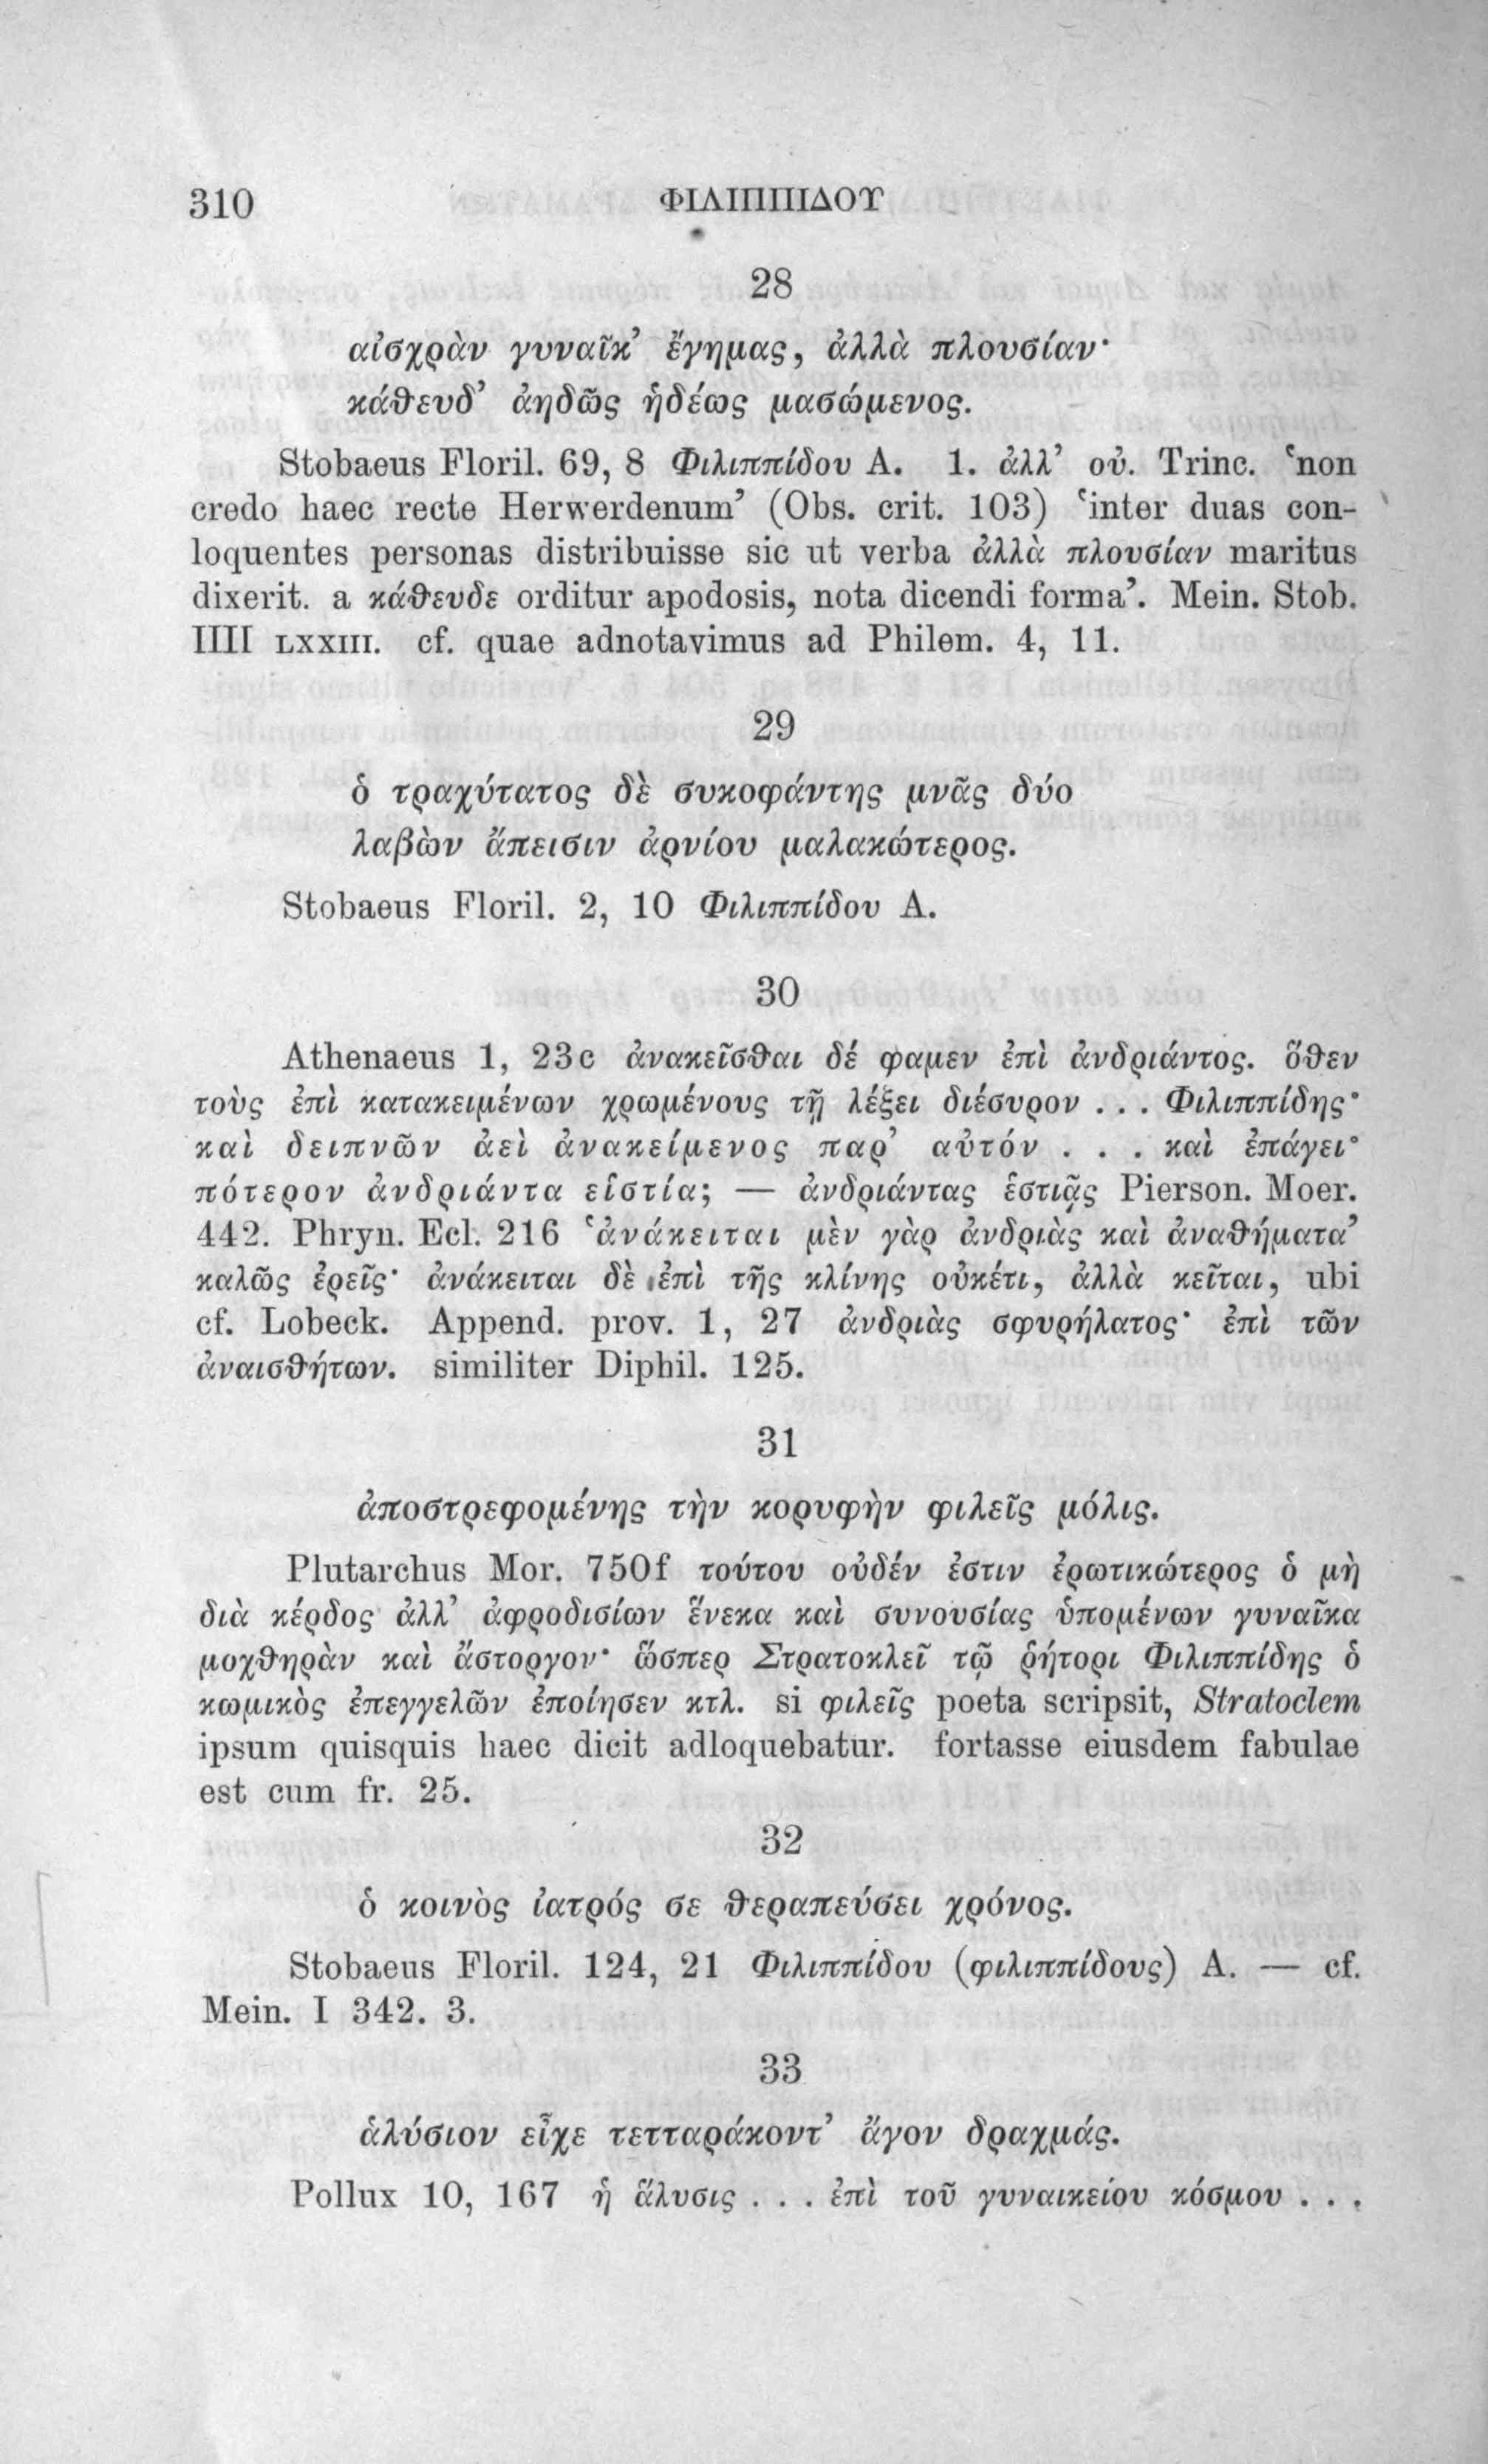 310
ΦΙΛΙΠΠΙΔΟΥ
28
αἰσχρὰν γυναῖκ’ ἔγημας, ἀλλὰ πλουσίαν·
κάθευδ’ ἀηδῶς ἡδέως μασώμενος.
Stobaeus Floril. 69, 8 Φιλιππίδου A. 1. ἀλλ’ οὐ. Trinc. ‘non
credo haec recte Herwerdenum’ (Obs. crit. 103) ‘inter duas con-
loquentes personas distribuisse sic ut verba ἀλλὰ πλουσίαν maritus
dixerit. a κάθευδε orditur apodosis, nota dicendi forma’. Mein. Stob.
IIII LXXIII. cf. quae adnotavimus ad Philem. 4, 11.
29
ὁ τραχύτατος δὲ συκοφάντης μνᾶς δύο
λαβὼν ἄπεισιν ἀρνίου μαλακώτερος.
Stobaeus Floril. 2, 10 Φιλιππίδου A.
30
Athenaeus 1, 23c ἀνακεῖσθαι δέ φαμεν ἐπὶ ἀνδριάντος. ὅθεν
τοὺς ἐπὶ κατακειμένων χρωμένους τῇ λέξει διέσυρον ... Φιλιππίδης·
καὶ δειπνῶν ἀεὶ ἀνακείμενος παρ’ αὐτόν . . . καὶ ἐπάγει·
πότερον ἀνδριάντα εἱστία; — ἀνδριάντας ἑστιᾷς Pierson. Moer.
442. Phryn. Ecl. 216 ‘ἀνάκειται μὲν γὰρ ἀνδριὰς καὶ ἀναθήματα’
καλῶς ἐρεῖς· ἀνάκειται δὲ ἐπὶ τῆς κλίνης οὐκέτι, ἀλλὰ κεῖται, ubi
cf. Lobeck. Append. prov. 1, 27 ἀνδριὰς σφυρήλατος· ἐπὶ τῶν
ἀναισθήτων. similiter Diphil. 125.
31
ἀποστρεφομένης τὴν κορυφὴν φιλεῖς μόλις.
Plutarchus Mor. 750f τούτου οὐδέν ἐστιν ἐρωτικώτερος ὁ μὴ
διὰ κέρδος ἀλλ’ ἀφροδισίων ἕνεκα καὶ συνουσίας ὑπομένων γυναῖκα
μοχθηρὰν καὶ ἄστοργον· ὥσπερ Στρατοκλεῖ τῷ ῥήτορι Φιλιππίδης ὁ
κωμικὸς ἐπεγγελῶν ἐποίησεν κτλ. si φιλεῖς poeta scripsit, Stratoclem
ipsum quisquis haec dicit adloquebatur. fortasse eiusdem fabulae
est cum fr. 25.
32
ὁ κοινὸς ἰατρός σε θεραπεύσει χρόνος.
Stobaeus Floril. 124, 21 Φιλιππίδου (φιλιππίδους) A. — cf.
Mein. I 342. 3.
33
ἁλύσιον εἶχε τετταράκοντ’ ἄγον δραχμάς.
Pollux 10, 167 ἡ ἅλυσις . . . ἐπὶ τοῦ γυναικείου κόσμου . . .